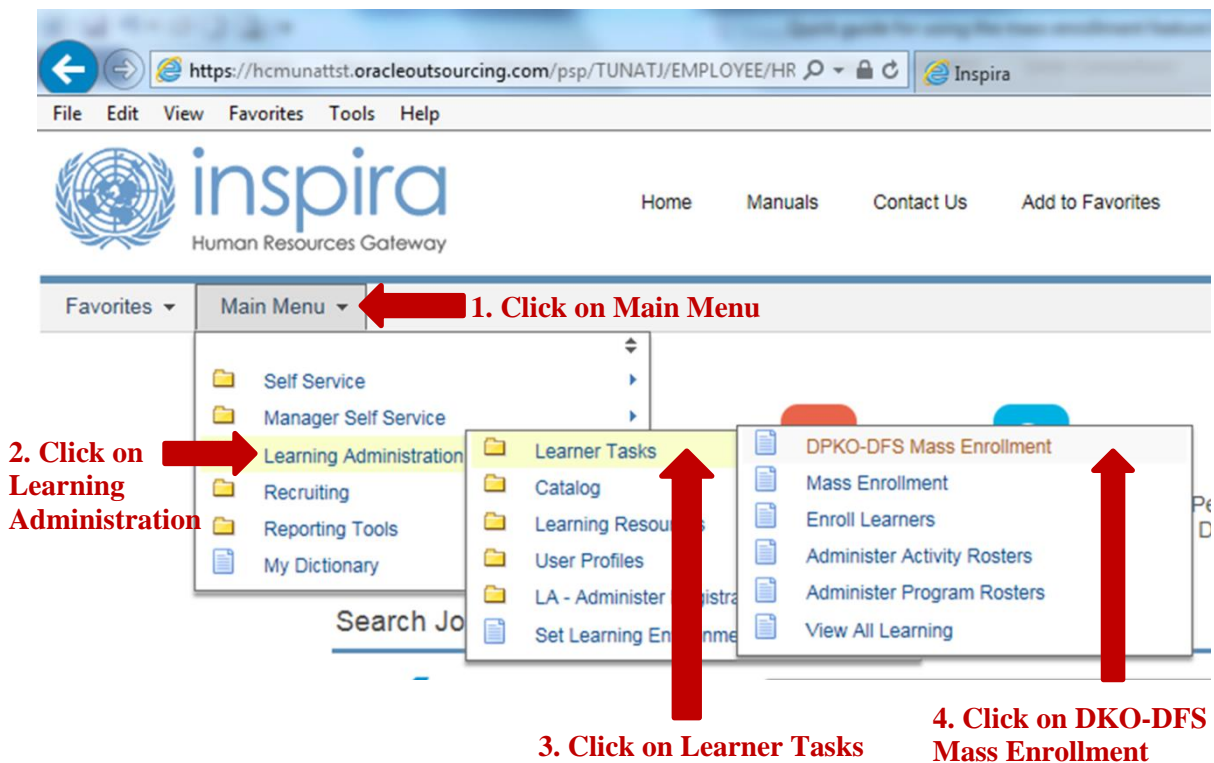 https://hcmunattst.oracleoutsourcing.com/psp/TUNATJ/EMPLOYEE/HR
Inspira
File Edit View Favorites Tools Help
inspira
Human Resources Gateway
Home Manuals Contact Us Add to Favorites
Favorites Main Menu
1. Click on Main Menu
Self Service
Manager Self Service
2. Click on
Learning
Administration
Learning Administration
Recruiting
Reporting Tools
My Dictionary
Learner Tasks
Catalog
Learning Resources
User Profiles
LA - Administer
Set Learning
DPKO-DFS Mass Enrollment
Mass Enrollment
Enroll Learners
Administer Activity Rosters
Administer Program Rosters
View All Learning
Search Jo
3. Click on Learner Tasks
4. Click on DKO-DFS
Mass Enrollment